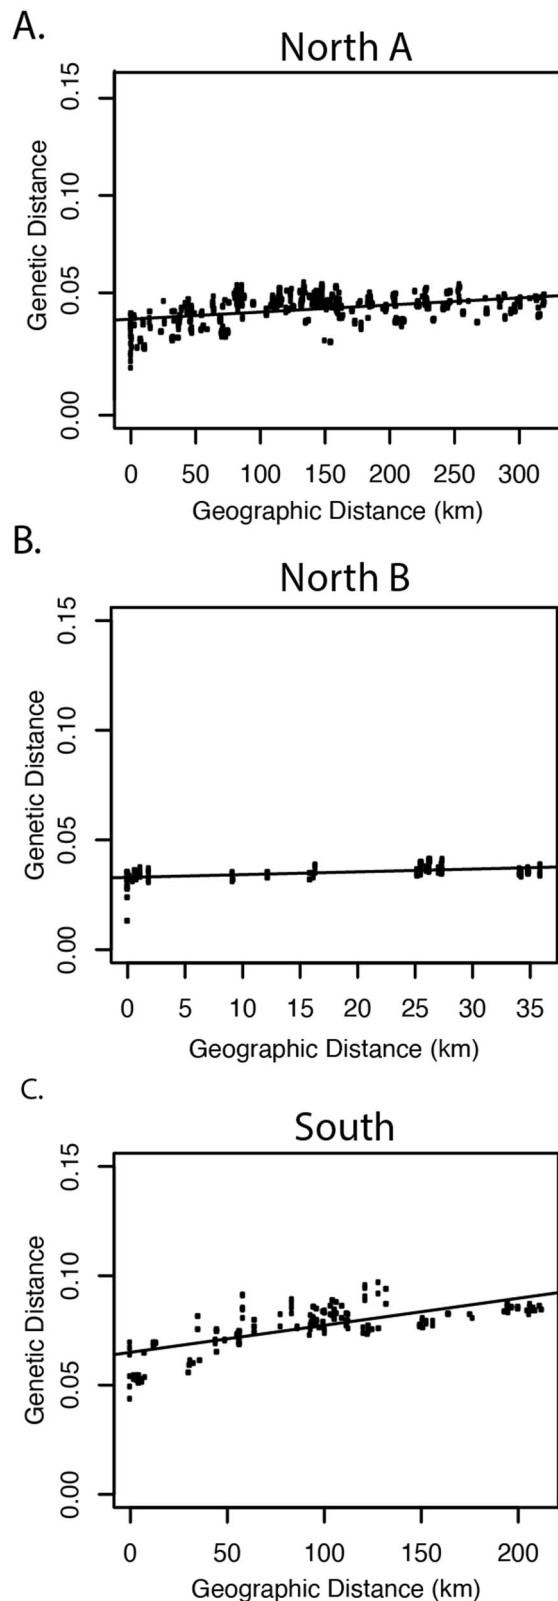 A.
North A
0.15
0.10
0.05
0.00
Genetic Distance
0 50 100 150 200 250 300
Geographic Distance (km)
B.
North B
0.15
0.10
0.05
0.00
Genetic Distance
0 5 10 15 20 25 30 35
Geographic Distance (km)
C.
South
0.15
0.10
0.05
0.00
Genetic Distance
0 50 100 150 200
Geographic Distance (km)